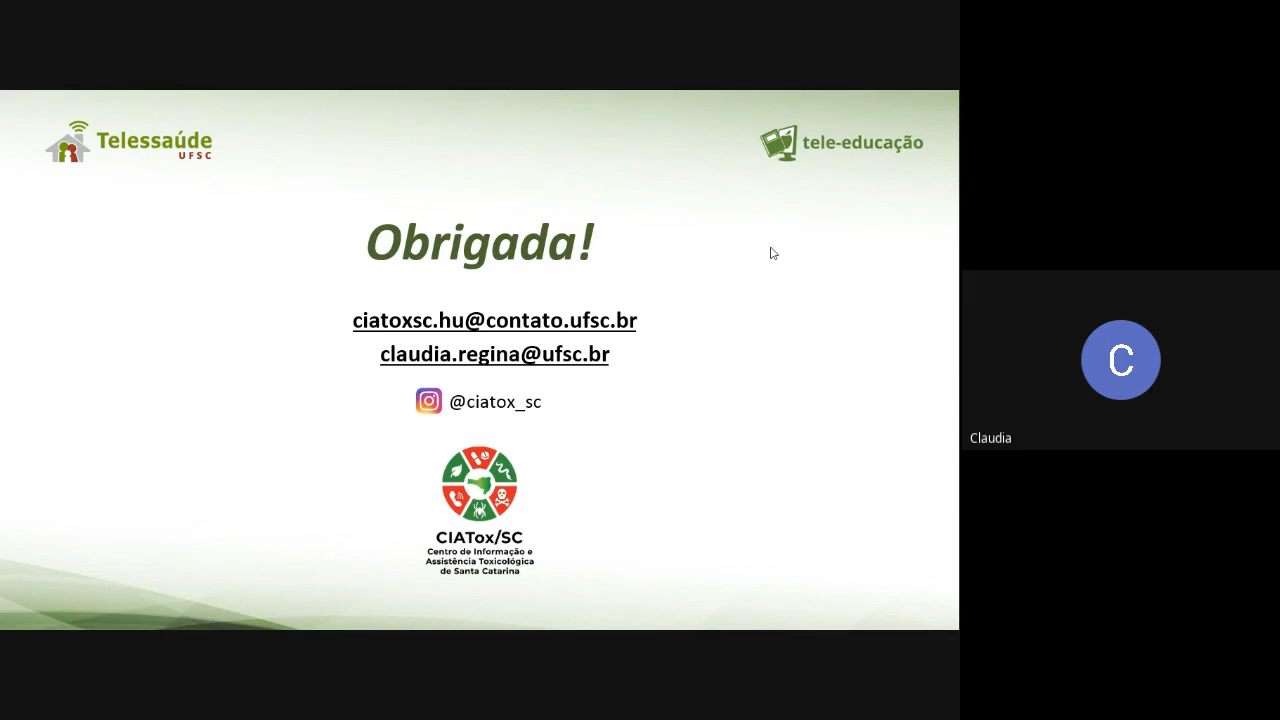 Telessaúde
UFSC
tele-educação
Obrigada!
ciatoxsc.hu@contato.ufsc.br
claudia.regina@ufsc.br
@ciatox_sc
CIATox/SC
Centro de Informação e
Assistência Toxicológica
de Santa Catarina
C
Claudia